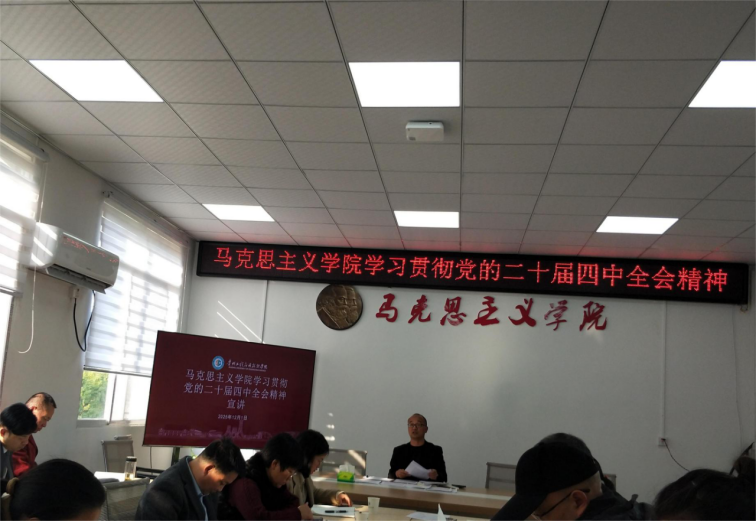 马克思主义学院学习贯彻党的二十届四中全会精神
马克思主义学院
马克思主义学院学习贯彻
党的二十届四中全会精神
宣讲